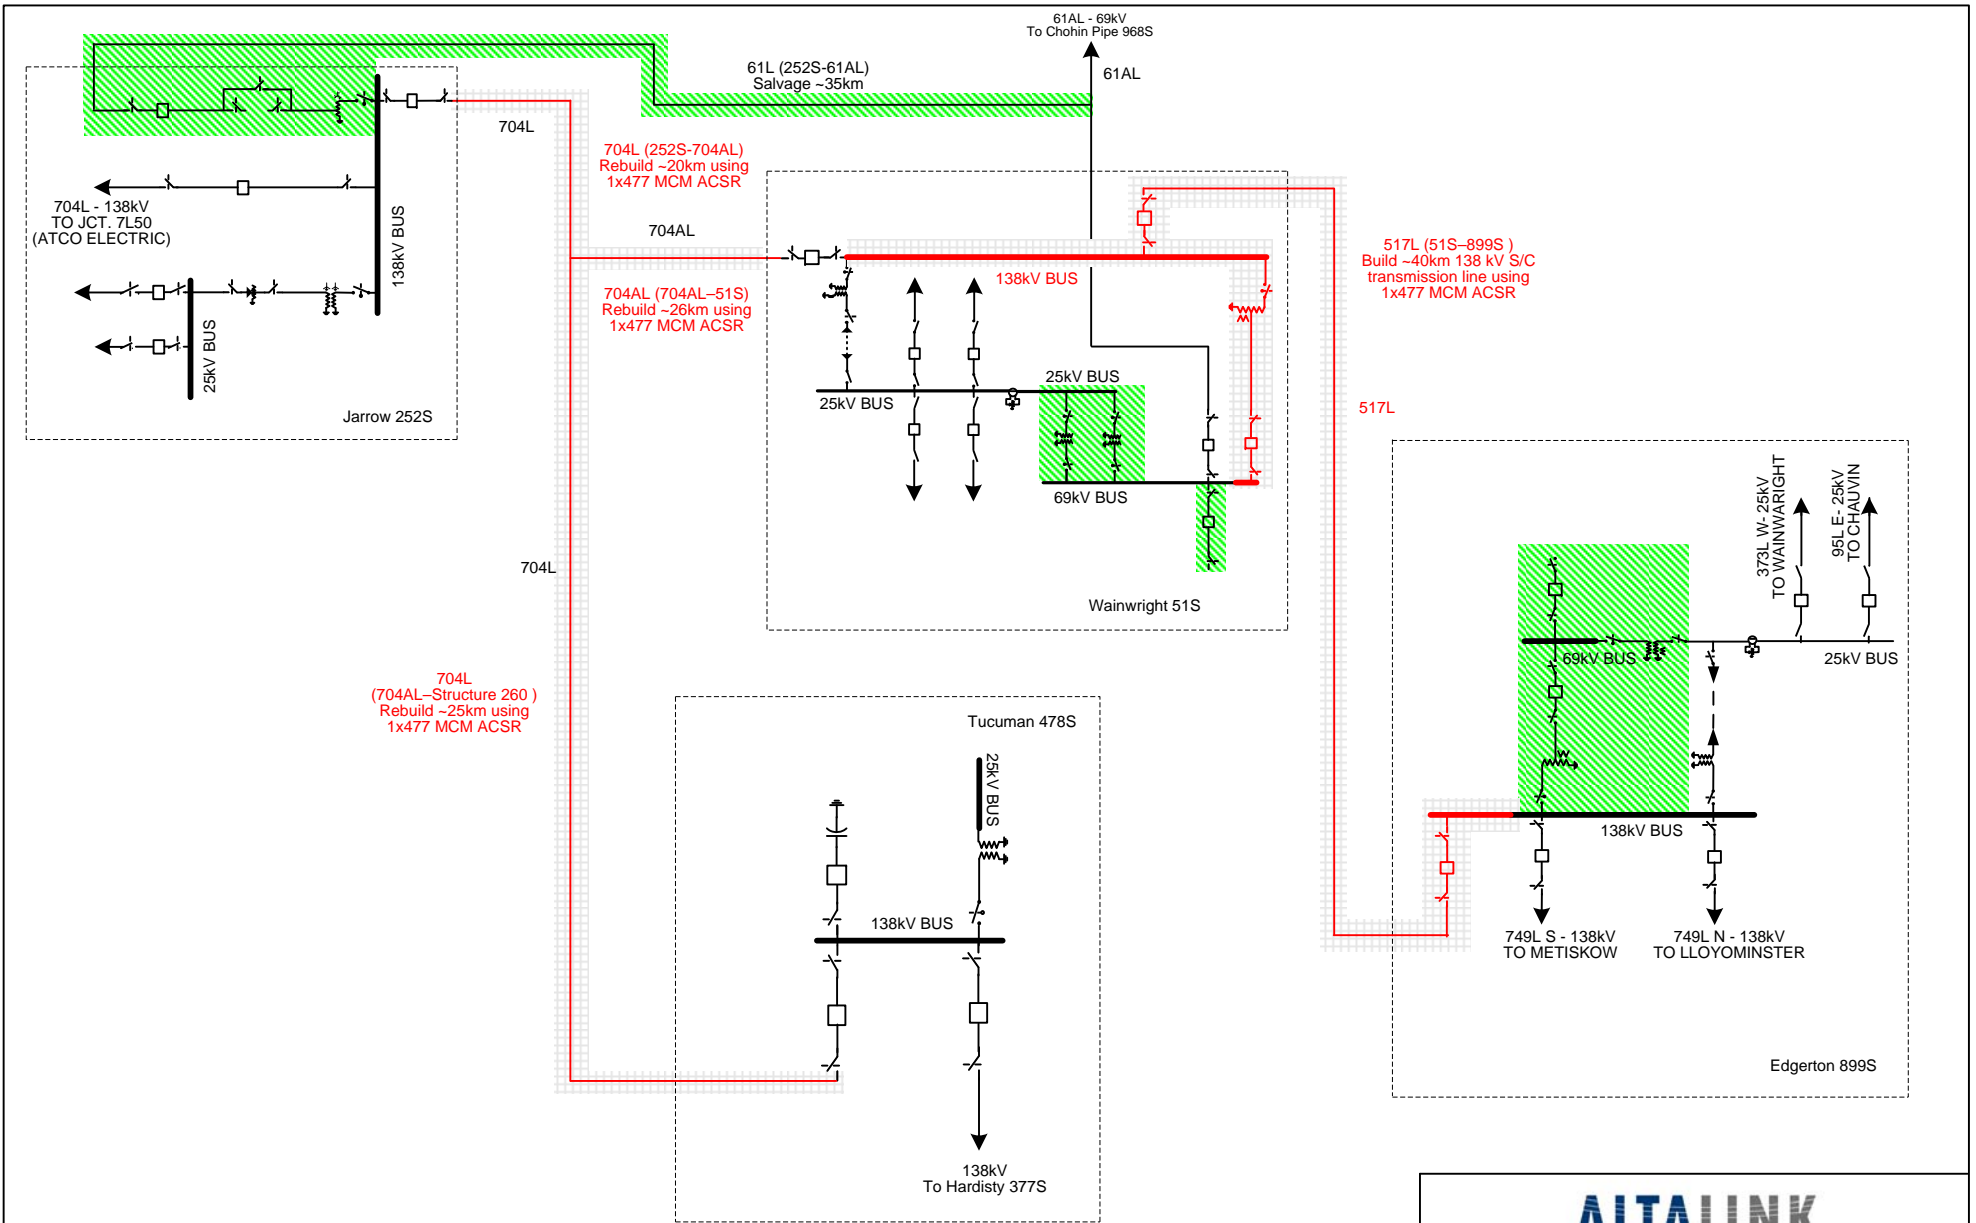 61AL - 69kV
To Chohin Pipe 968S
61AL
61L (252S-61AL)
Salvage ~35km
704L
704L (252S-704AL)
Rebuild ~20km using
1x477 MCM ACSR
704L - 138kV
TO JCT. 7L50
(ATCO ELECTRIC)
138kV BUS
25kV BUS
Jarrow 252S
704AL
704AL (704AL–51S)
Rebuild ~26km using
1x477 MCM ACSR
138kV BUS
25kV BUS
25kV BUS
69kV BUS
Wainwright 51S
517L (51S–899S )
Build ~40km 138 kV S/C
transmission line using
1x477 MCM ACSR
517L
704L
704L
(704AL–Structure 260 )
Rebuild ~25km using
1x477 MCM ACSR
Tucuman 478S
25kV BUS
138kV BUS
138kV
To Hardisty 377S
373L W- 25kV
TO WAINWARIGHT
95L E- 25kV
TO CHAUVIN
69kV BUS
25kV BUS
138kV BUS
749L S - 138kV
TO METISKOW
749L N - 138kV
TO LLOYOMINSTER
Edgerton 899S
ALTALINK